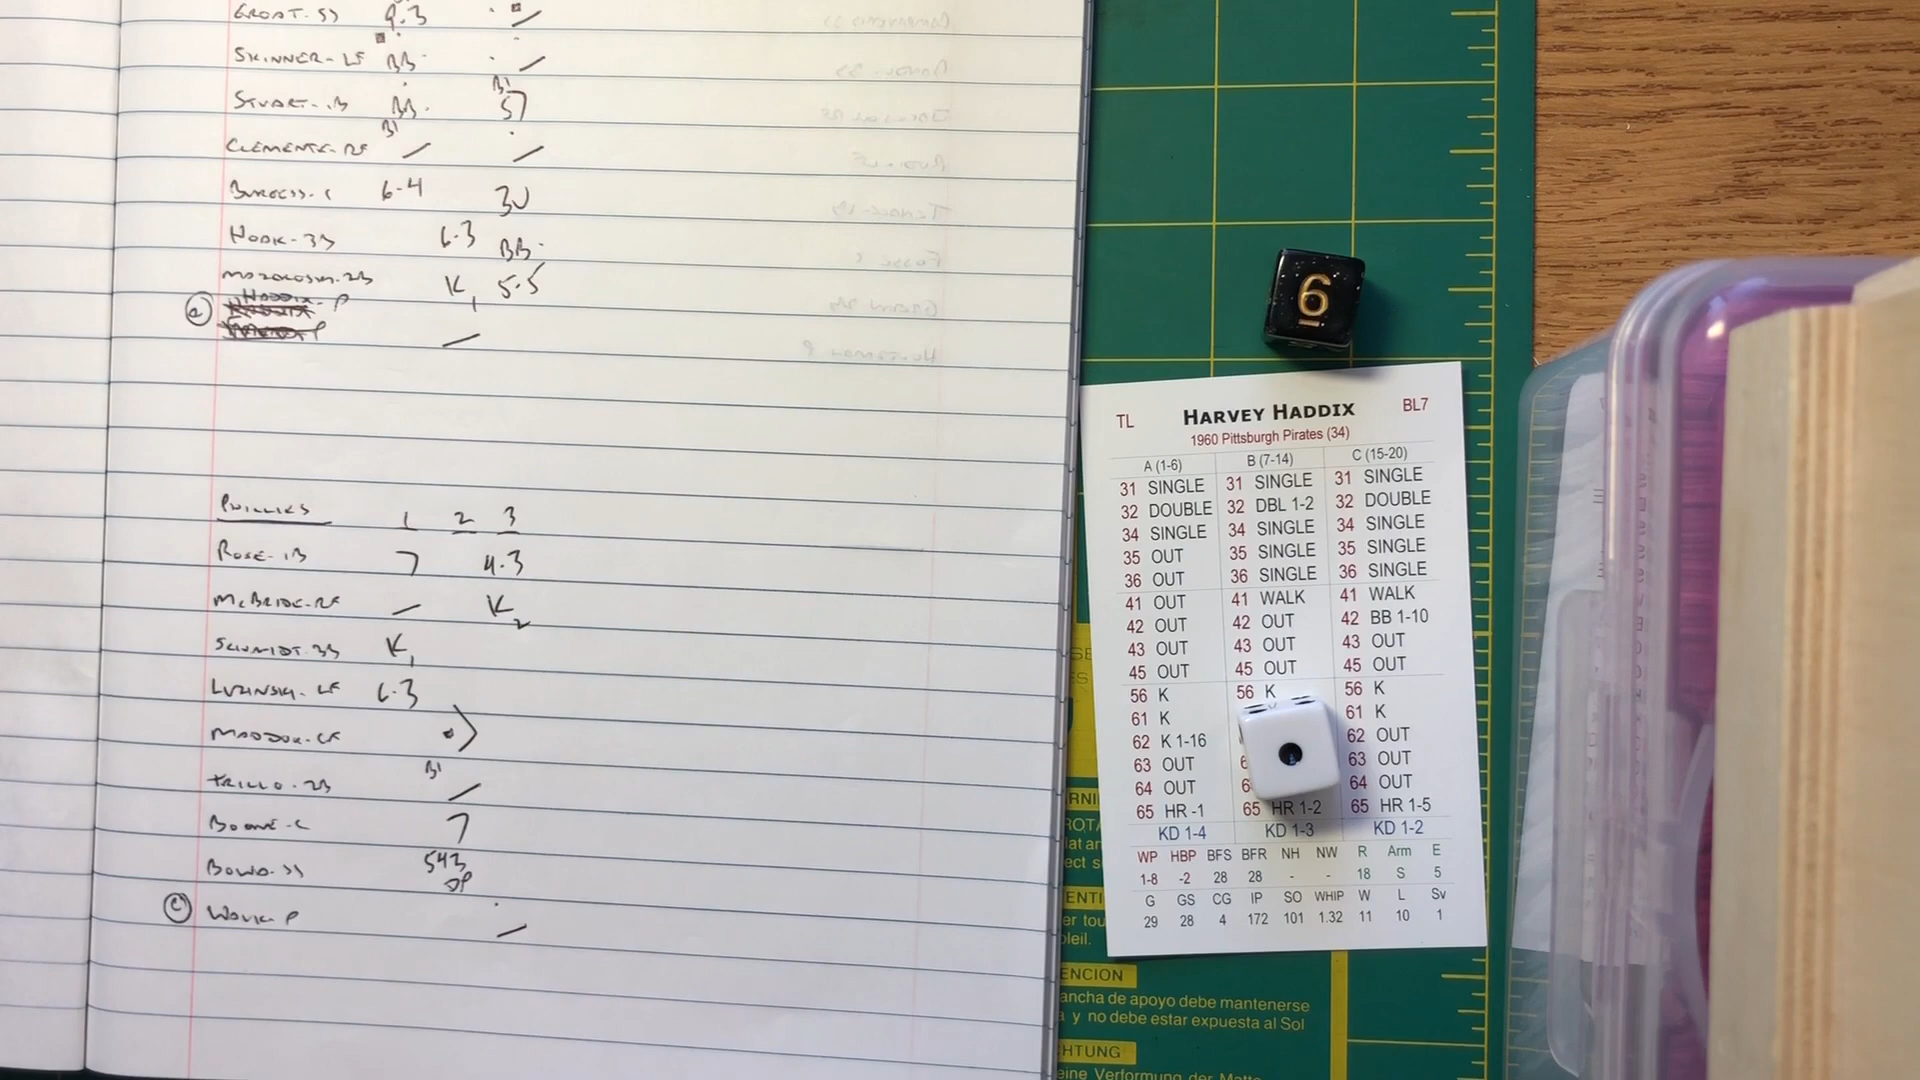 GROAT-SS 9.3
SKINNER-LF BB
STUART-1B BB 57
B1
B1
CLEMENTE-RF
BURGESS-C 6-4 3U
HOAK-3B 6.3 BB
MAZEROSKI-2B K1 5.5
HADDIX-P
PHILLIES 1 2 3
ROSE-1B 7 4.3
MCBRIDE-RF K2
SCHMIDT-3B K1
LUZINSKI-LF 6.3
MADDOX-CF
B1
TRILLO-2B
BOONE-C 7
BOWA-SS 543
DP
WALK-P
6
TL HARVEY HADDIX BL7
1960 Pittsburgh Pirates (34)
A (1-6) B (7-14) C (15-20)
31 SINGLE 31 SINGLE 31 SINGLE
32 DOUBLE 32 DBL 1-2 32 DOUBLE
34 SINGLE 34 SINGLE 34 SINGLE
35 OUT 35 SINGLE 35 SINGLE
36 OUT 36 SINGLE 36 SINGLE
41 OUT 41 WALK 41 WALK
42 OUT 42 OUT 42 BB 1-10
43 OUT 43 OUT 43 OUT
45 OUT 45 OUT 45 OUT
56 K 56 K 56 K
61 K 61 K
62 K 1-16 62 OUT
63 OUT 63 OUT
64 OUT 64 OUT
65 HR -1 65 HR 1-2 65 HR 1-5
KD 1-4 KD 1-3 KD 1-2
WP HBP BFS BFR NH NW R Arm E
1-8 -2 28 28 - - 18 S 5
G GS CG IP SO WHIP W L Sv
29 28 4 172 101 1.32 11 10 1
ancha de apoyo debe mantenerse
y no debe estar expuesta al Sol
eine Verformung der Matte